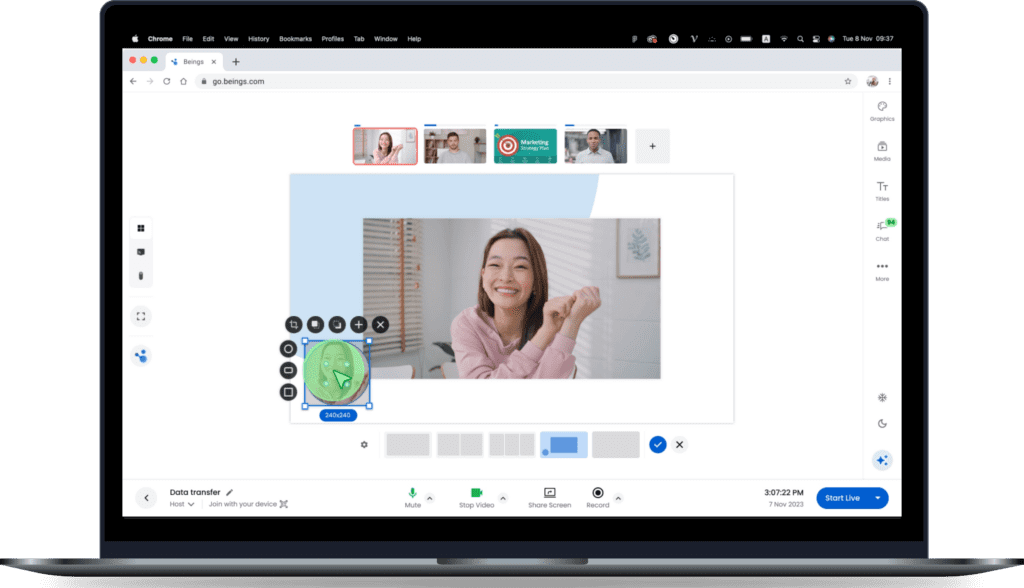 Chrome File Edit View History Bookmarks Profiles Tab Window Help
A
Tue 8 Nov 09:37
Beings
go.beings.com
Marketing
Strategy Plan
Graphics
Media
Tt
Titles
Chat
More
240x240
Data transfer
Host
Join with your device
Mute
Stop Video
Share Screen
Record
3:07:22 PM
7 Nov 2023
Start Live